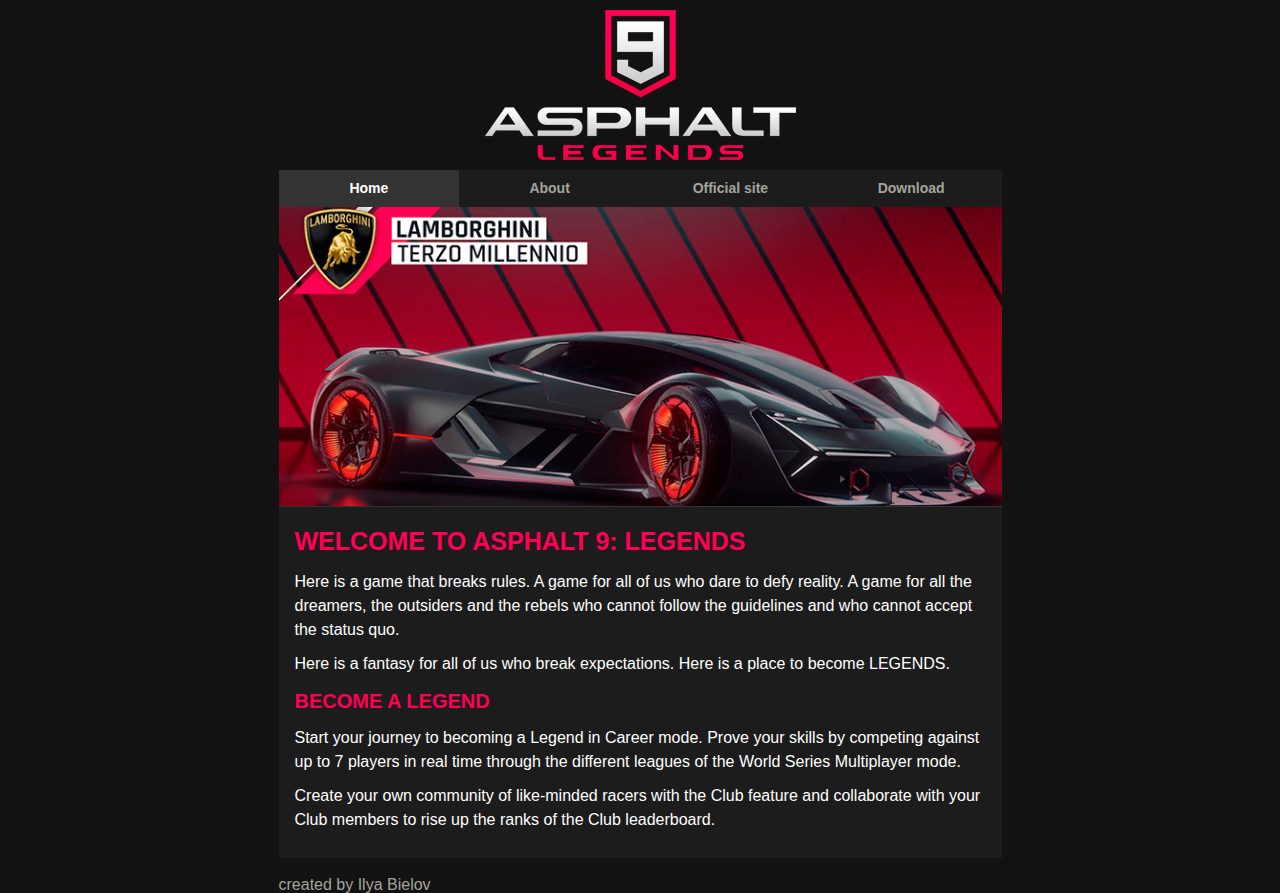 9
ASPHALT
LEGENDS
Home About Official site Download
LAMBORGHINI
LAMBORGHINI
TERZO MILLENNIO
WELCOME TO ASPHALT 9: LEGENDS
Here is a game that breaks rules. A game for all of us who dare to defy reality. A game for all the
dreamers, the outsiders and the rebels who cannot follow the guidelines and who cannot accept
the status quo.
Here is a fantasy for all of us who break expectations. Here is a place to become LEGENDS.
BECOME A LEGEND
Start your journey to becoming a Legend in Career mode. Prove your skills by competing against
up to 7 players in real time through the different leagues of the World Series Multiplayer mode.
Create your own community of like-minded racers with the Club feature and collaborate with your
Club members to rise up the ranks of the Club leaderboard.
created by Ilya Bielov